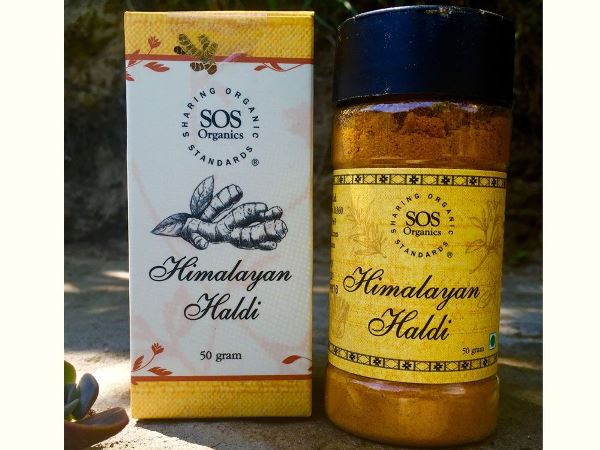 SHARING ORGANIC
SOS
Organics
STANDARDS ®
Himalayan
Haldi
50 gram
SHARING ORGANIC
SOS
Organics
STANDARDS ®
Himalayan
Haldi
50 gram